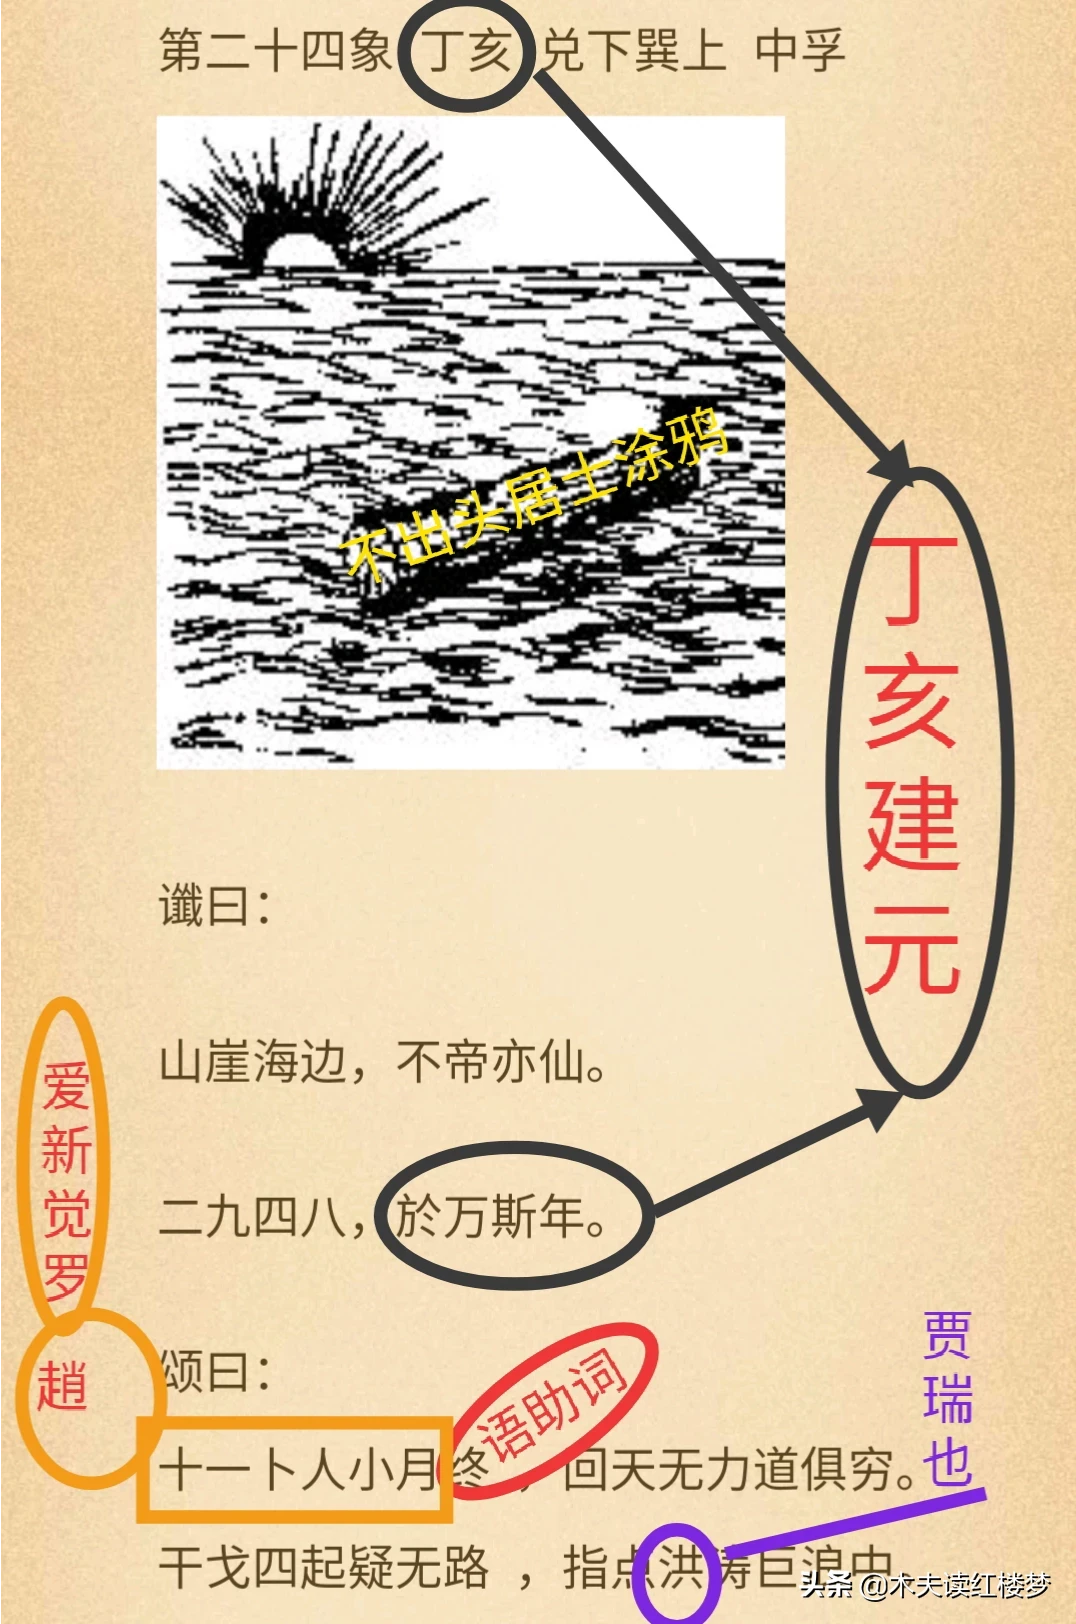 第二十四象 丁亥 兑下巽上 中孚
不出头居士涂鸦
丁亥建元
谶曰：
山崖海边，不帝亦仙。
二九四八，於万斯年。
爱新觉罗
趙
颂曰：
语助词
贾瑞也
十一卜人小月终 ，回天无力道俱穷。
干戈四起疑无路 ，指点洪涛巨浪中
头条 @术夫读红楼梦